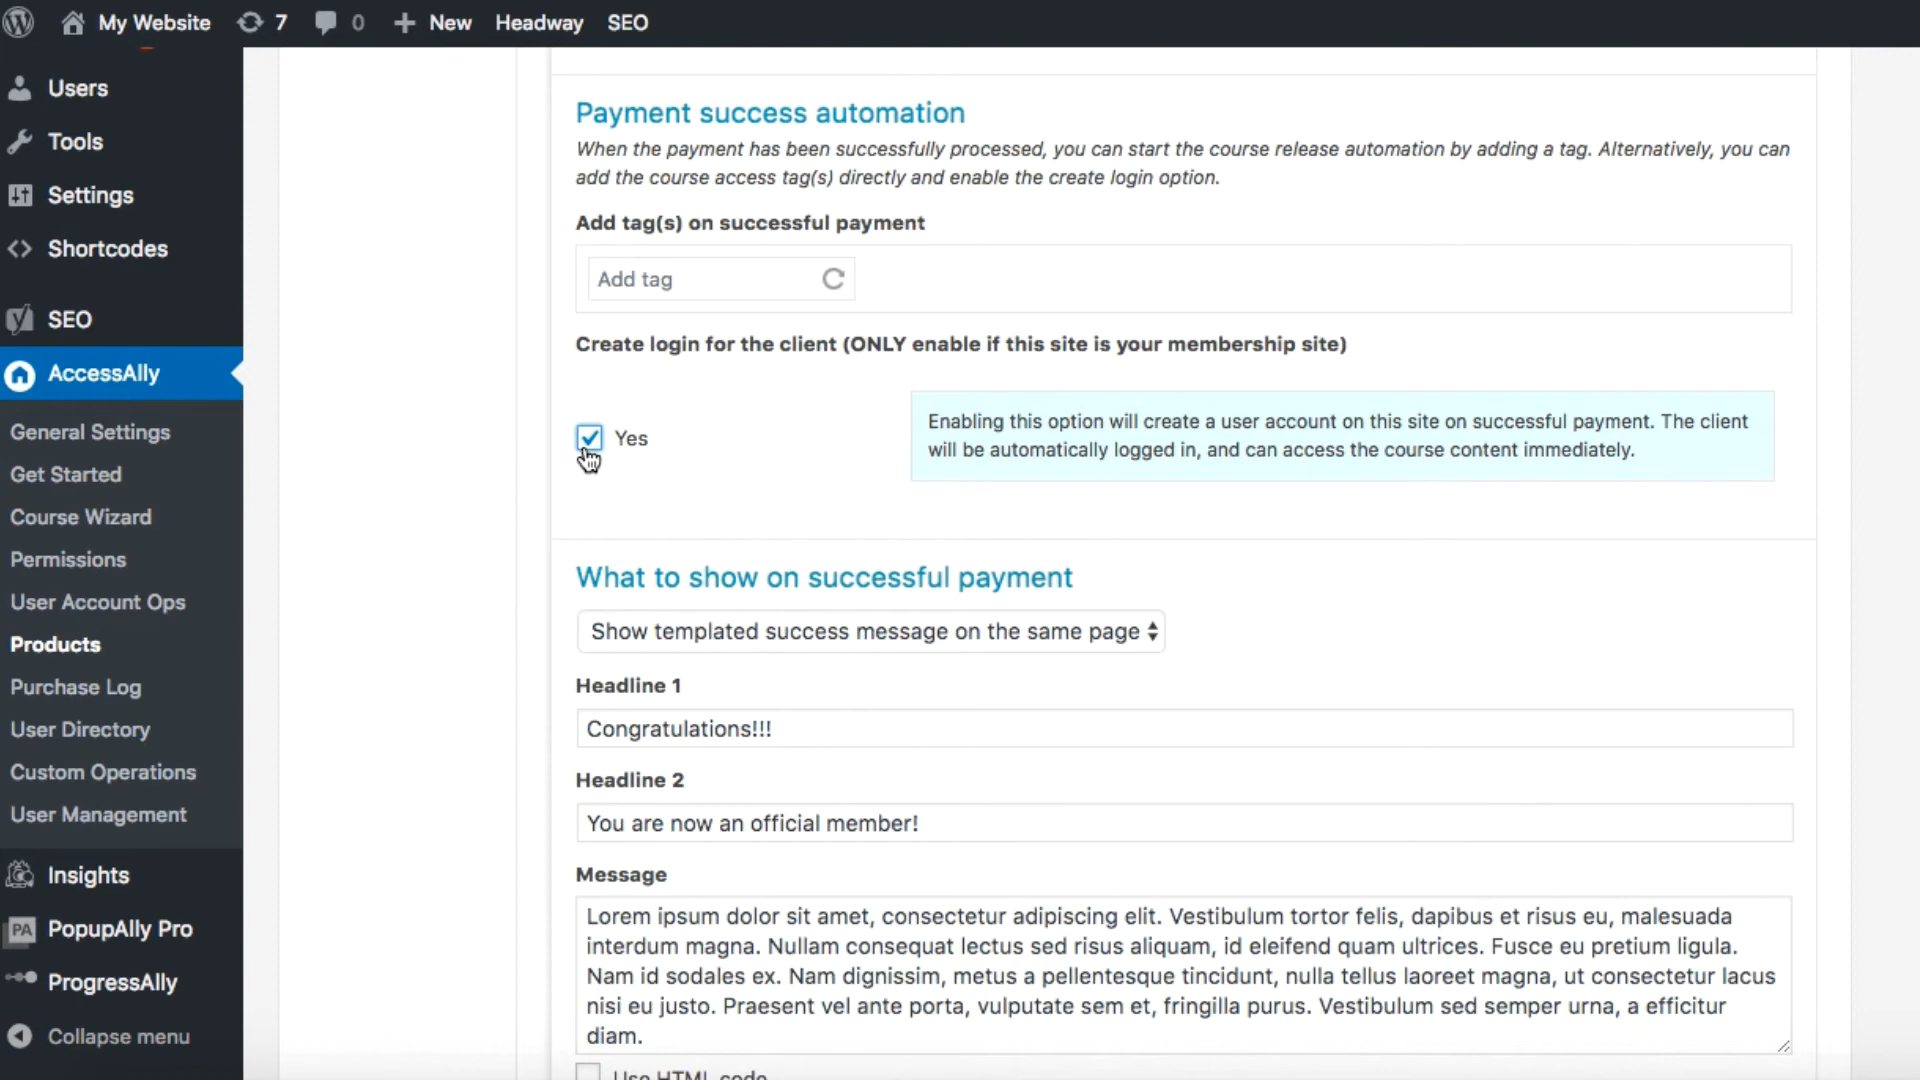 My Website
7
0
New
Headway
SEO
Users
Tools
Settings
Shortcodes
SEO
AccessAlly
General Settings
Get Started
Course Wizard
Permissions
User Account Ops
Products
Purchase Log
User Directory
Custom Operations
User Management
Insights
PA
PopupAlly Pro
ProgressAlly
Collapse menu
Payment success automation
When the payment has been successfully processed, you can start the course release automation by adding a tag. Alternatively, you can
add the course access tag(s) directly and enable the create login option.
Add tag(s) on successful payment
Add tag
Create login for the client (ONLY enable if this site is your membership site)
Yes
Enabling this option will create a user account on this site on successful payment. The client
will be automatically logged in, and can access the course content immediately.
What to show on successful payment
Show templated success message on the same page
Headline 1
Congratulations!!!
Headline 2
You are now an official member!
Message
Lorem ipsum dolor sit amet, consectetur adipiscing elit. Vestibulum tortor felis, dapibus et risus eu, malesuada
interdum magna. Nullam consequat lectus sed risus aliquam, id eleifend quam ultrices. Fusce eu pretium ligula.
Nam id sodales ex. Nam dignissim, metus a pellentesque tincidunt, nulla tellus laoreet magna, ut consectetur lacus
nisi eu justo. Praesent vel ante porta, vulputate sem et, fringilla purus. Vestibulum sed semper urna, a efficitur
diam.
Use HTML code